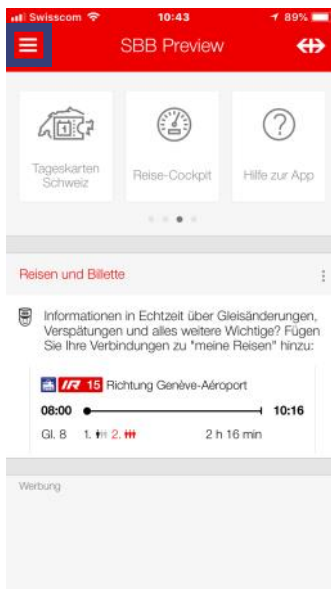 Swisscom 10:43 89%
SBB Preview
Tageskarten
Schweiz
Reise-Cockpit
Hilfe zur App
Reisen und Billette
Informationen in Echtzeit über Gleisänderungen,
Verspätungen und alles weitere Wichtige? Fügen
Sie Ihre Verbindungen zu "meine Reisen" hinzu:
IR 15 Richtung Genève-Aéroport
08:00 10:16
Gl. 8 1. 2. 2 h 16 min
Werbung